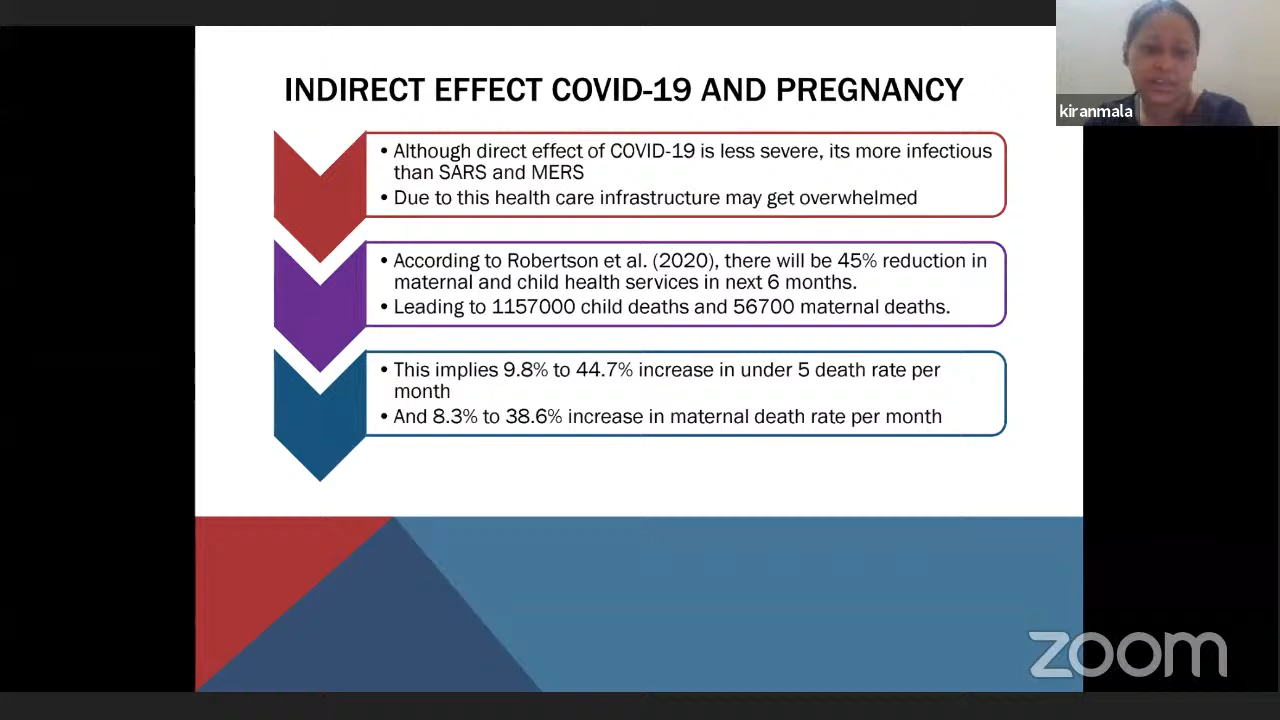 INDIRECT EFFECT COVID-19 AND PREGNANCY
kiranmala
• Although direct effect of COVID-19 is less severe, its more infectious
than SARS and MERS
• Due to this health care infrastructure may get overwhelmed
• According to Robertson et al. (2020), there will be 45% reduction in
maternal and child health services in next 6 months.
• Leading to 1157000 child deaths and 56700 maternal deaths.
• This implies 9.8% to 44.7% increase in under 5 death rate per
month
• And 8.3% to 38.6% increase in maternal death rate per month
zoom